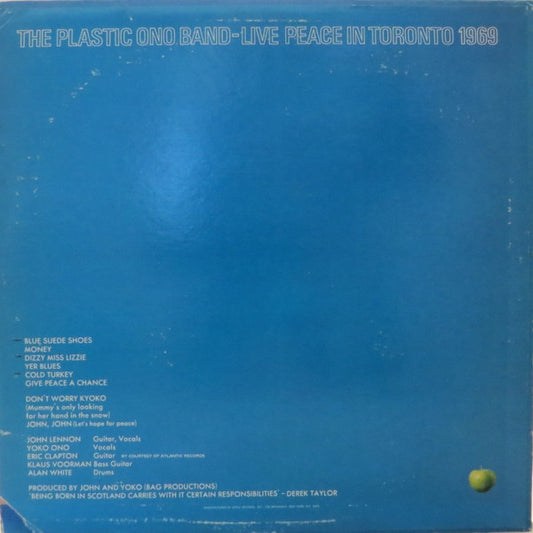 THE PLASTIC ONO BAND-LIVE PEACE IN TORONTO 1969
BLUE SUEDE SHOES
MONEY
DIZZY MISS LIZZIE
YER BLUES
COLD TURKEY
GIVE PEACE A CHANCE
DON'T WORRY KYOKO
(Mummy's only looking
for her hand in the snow)
JOHN, JOHN (Let's hope for peace)
JOHN LENNON Guitar, Vocals
YOKO ONO Vocals
ERIC CLAPTON Guitar BY COURTESY OF ATLANTIC RECORDS
KLAUS VOORMAN Bass Guitar
ALAN WHITE Drums
PRODUCED BY JOHN AND YOKO (BAG PRODUCTIONS)
'BEING BORN IN SCOTLAND CARRIES WITH IT CERTAIN RESPONSIBILITIES' - DEREK TAYLOR